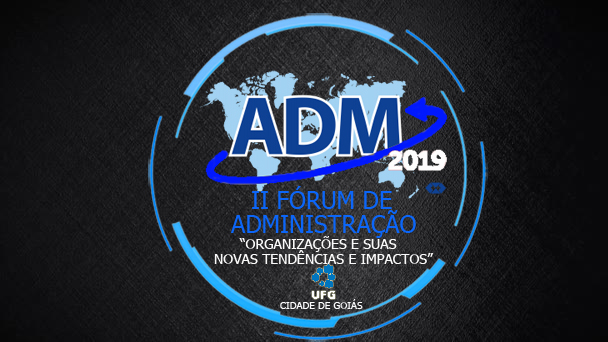 ADM
2019
II FÓRUM DE
ADMINISTRAÇÃO
“ORGANIZAÇÕES E SUAS
NOVAS TENDÊNCIAS E IMPACTOS”
UFG
CIDADE DE GOIÁS